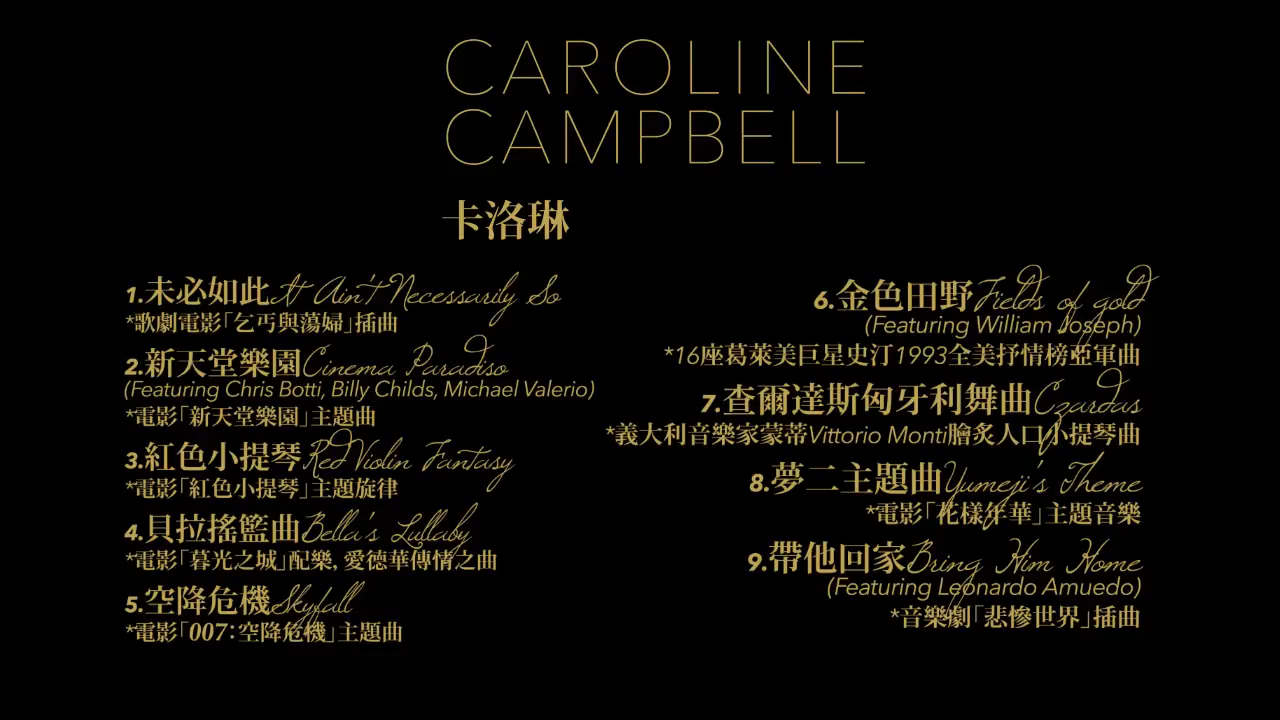 CAROLINE
CAMPBELL
卡洛琳
1.未必如此It Ain't Necessarily So
*歌劇電影「乞丐與蕩婦」插曲
2.新天堂樂園Cinema Paradiso
(Featuring Chris Botti, Billy Childs, Michael Valerio)
*電影「新天堂樂園」主題曲
3.紅色小提琴Red Violin Fantasy
*電影「紅色小提琴」主題旋律
4.貝拉搖籃曲Bella's Lullaby
*電影「暮光之城」配樂, 愛德華傳情之曲
5.空降危機Skyfall
*電影「007:空降危機」主題曲
6.金色田野Fields of gold
(Featuring William Joseph)
*16座葛萊美巨星史汀1993全美抒情榜亞軍曲
7.查爾達斯匈牙利舞曲Czardas
*義大利音樂家蒙蒂Vittorio Monti膾炙人口小提琴曲
8.夢二主題曲Yumeji's Theme
*電影「花樣年華」主題音樂
9.帶他回家Bring Him Home
(Featuring Leonardo Amuedo)
*音樂劇「悲慘世界」插曲